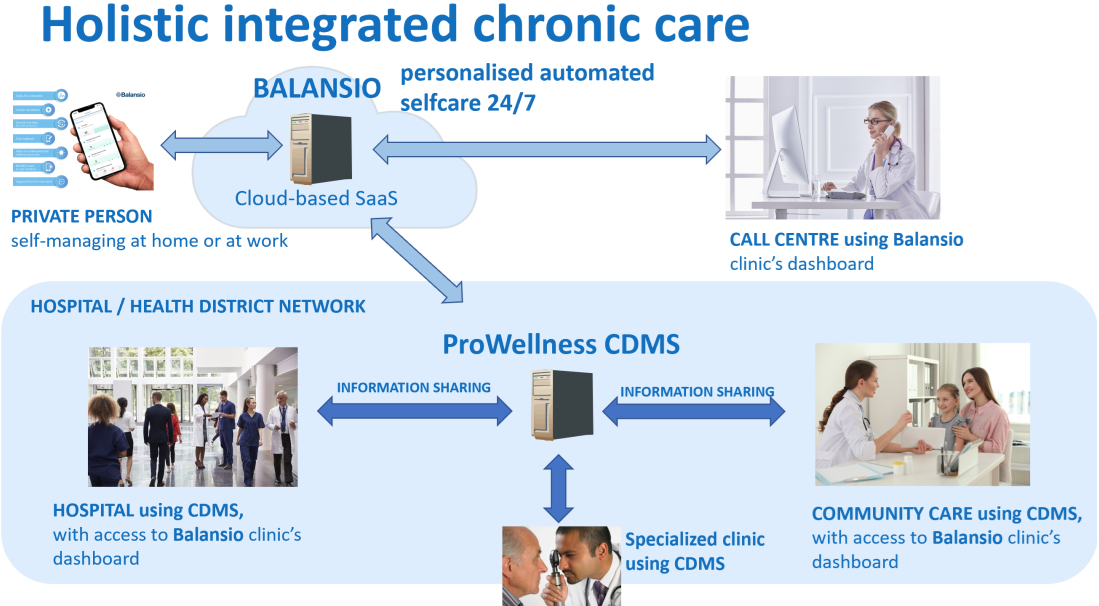 Holistic integrated chronic care
BALANSIO
personalised automated
selfcare 24/7
Balansio
Cloud-based SaaS
PRIVATE PERSON
self-managing at home or at work
CALL CENTRE using Balansio
clinic's dashboard
HOSPITAL / HEALTH DISTRICT NETWORK
ProWellness CDMS
INFORMATION SHARING
INFORMATION SHARING
HOSPITAL using CDMS,
with access to Balansio clinic's
dashboard
Specialized clinic
using CDMS
COMMUNITY CARE using CDMS,
with access to Balansio clinic's
dashboard